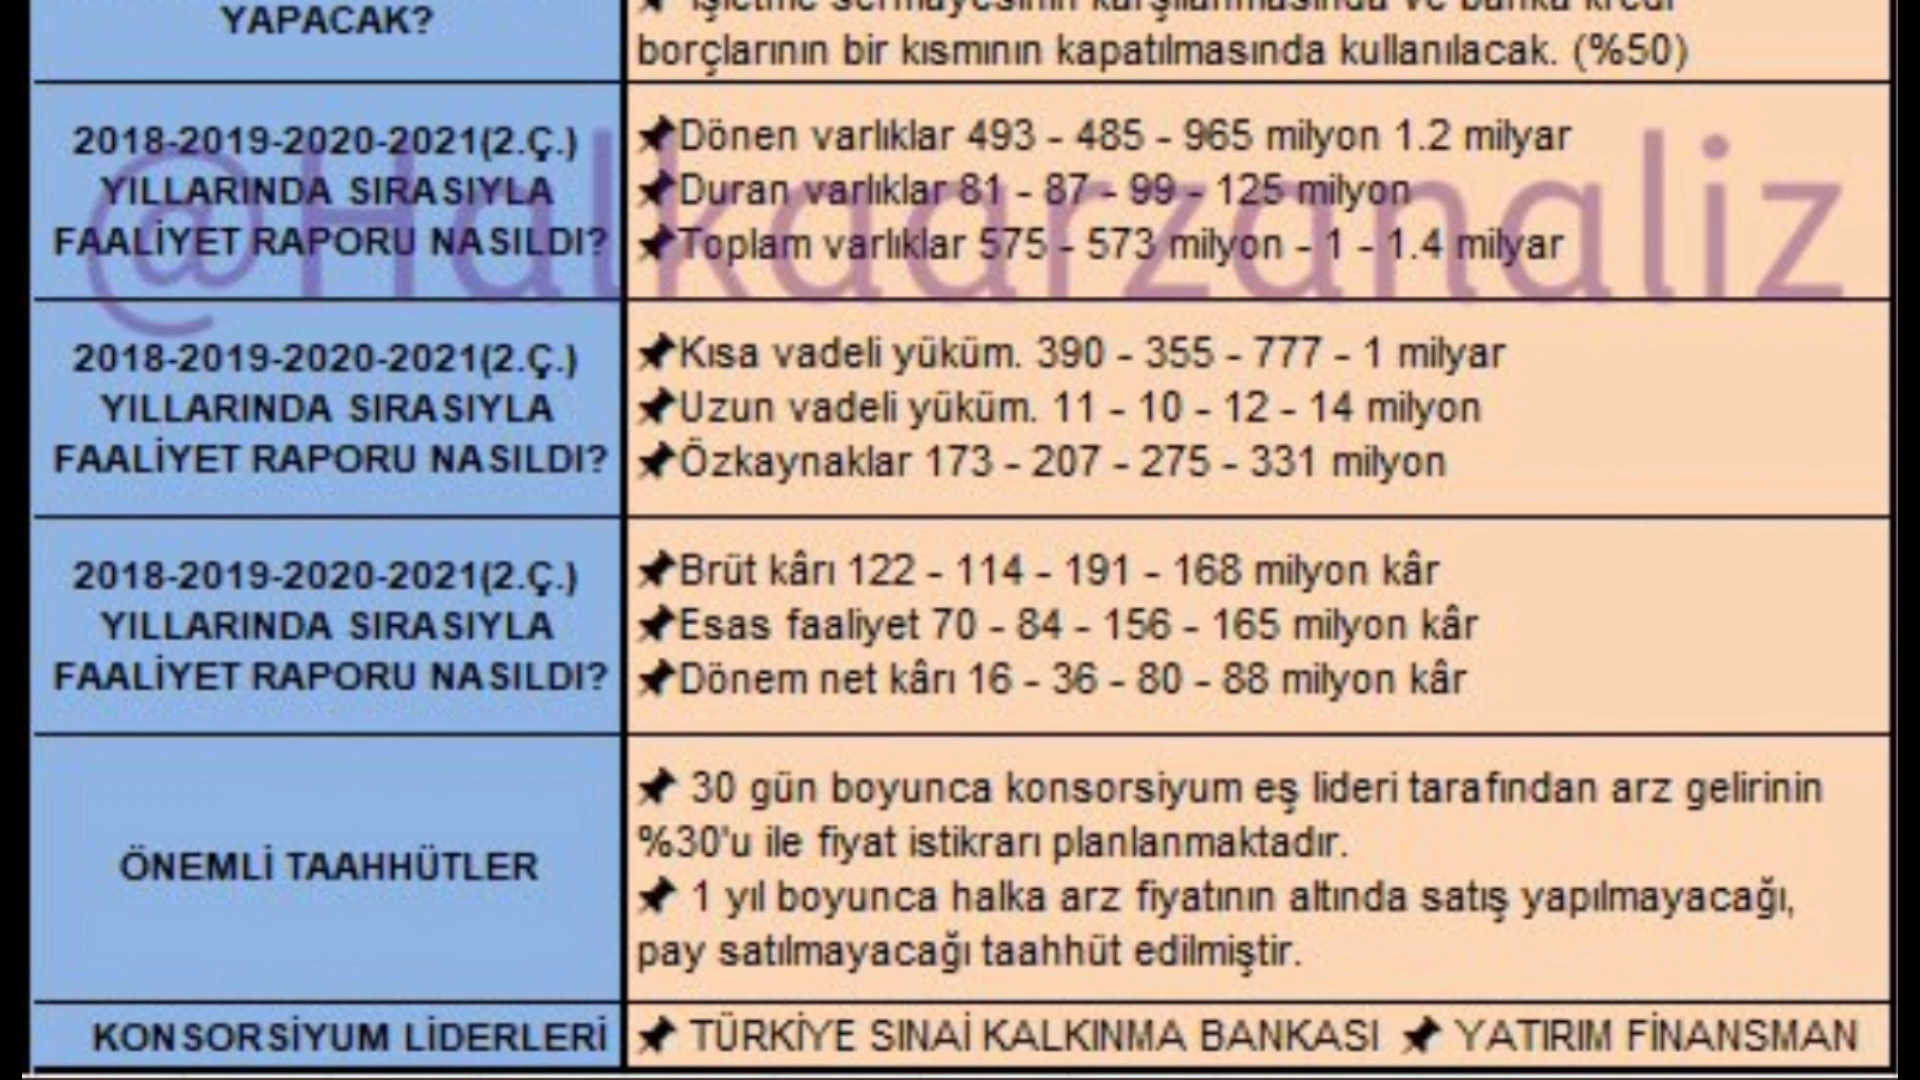 YAPACAK?
işletme sermayesinin karşılanmasında ve banka kredi
borçlarının bir kısmının kapatılmasında kullanılacak. (%50)
2018-2019-2020-2021(2.Ç.)
YILLARINDA SIRASIYLA
FAALİYET RAPORU NASILDI?
Dönen varlıklar 493 - 485 - 965 milyon 1.2 milyar
Duran varlıklar 81 - 87 - 99 - 125 milyon
Toplam varlıklar 575 - 573 milyon - 1 - 1.4 milyar
@Halkaarzanaliz
2018-2019-2020-2021(2.Ç.)
YILLARINDA SIRASIYLA
FAALİYET RAPORU NASILDI?
Kısa vadeli yüküm. 390 - 355 - 777 - 1 milyar
Uzun vadeli yüküm. 11 - 10 - 12 - 14 milyon
Özkaynaklar 173 - 207 - 275 - 331 milyon
2018-2019-2020-2021(2.Ç.)
YILLARINDA SIRASIYLA
FAALİYET RAPORU NASILDI?
Brüt kârı 122 - 114 - 191 - 168 milyon kâr
Esas faaliyet 70 - 84 - 156 - 165 milyon kâr
Dönem net kârı 16 - 36 - 80 - 88 milyon kâr
ÖNEMLİ TAAHHÜTLER
30 gün boyunca konsorsiyum eş lideri tarafından arz gelirinin
%30'u ile fiyat istikrarı planlanmaktadır.
1 yıl boyunca halka arz fiyatının altında satış yapılmayacağı,
pay satılmayacağı taahhüt edilmiştir.
KONSORSİYUM LİDERLERİ
TÜRKİYE SINAİ KALKINMA BANKASI YATIRIM FİNANSMAN